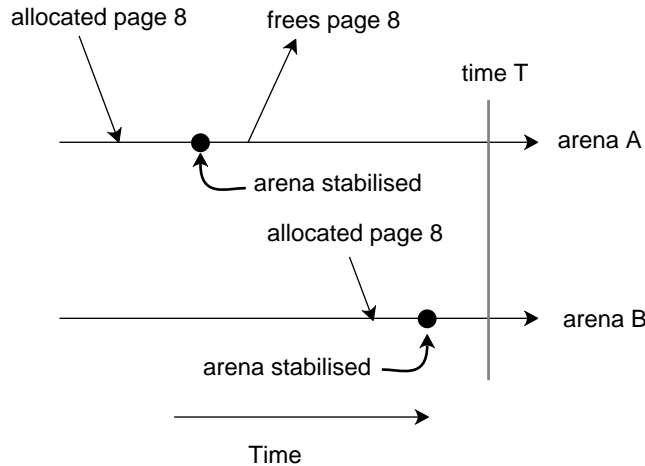 allocated page 8
frees page 8
time T
arena A
arena stabilised
allocated page 8
arena B
arena stabilised
Time